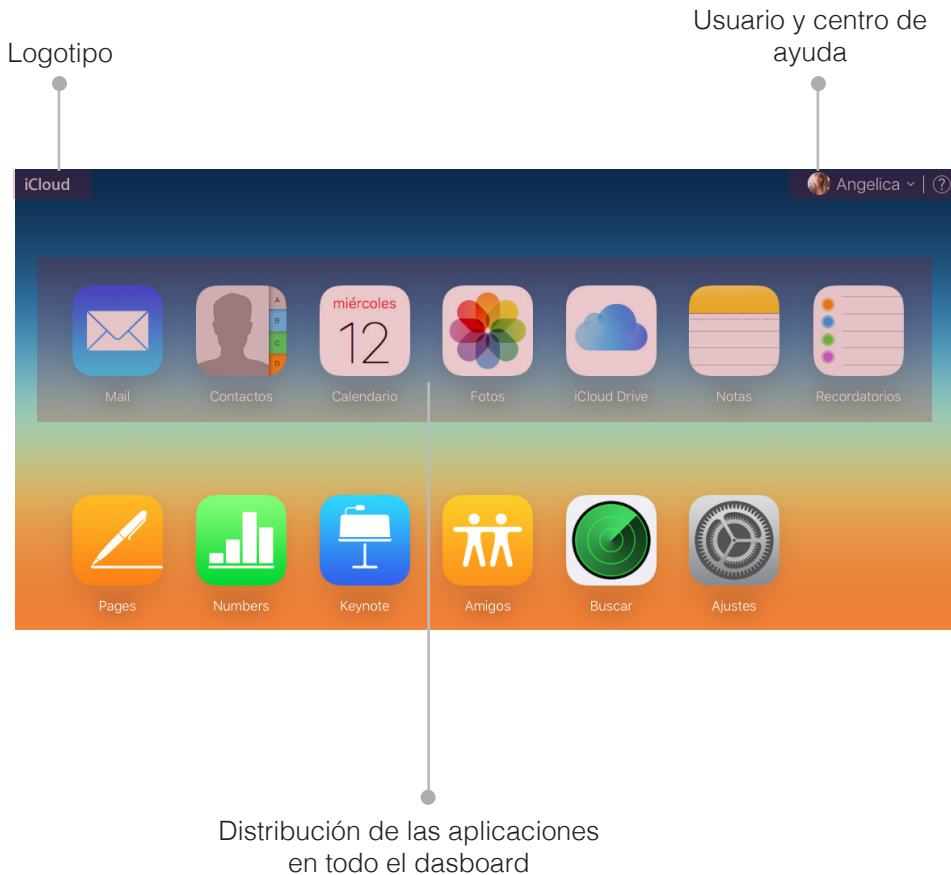 Usuario y centro de
ayuda
Logotipo
iCloud
Angelica
?
miércoles
12
A
B
C
D
Mail
Contactos
Calendario
Fotos
iCloud Drive
Notas
Recordatorios
Pages
Numbers
Keynote
Amigos
Buscar
Ajustes
Distribución de las aplicaciones
en todo el dasboard